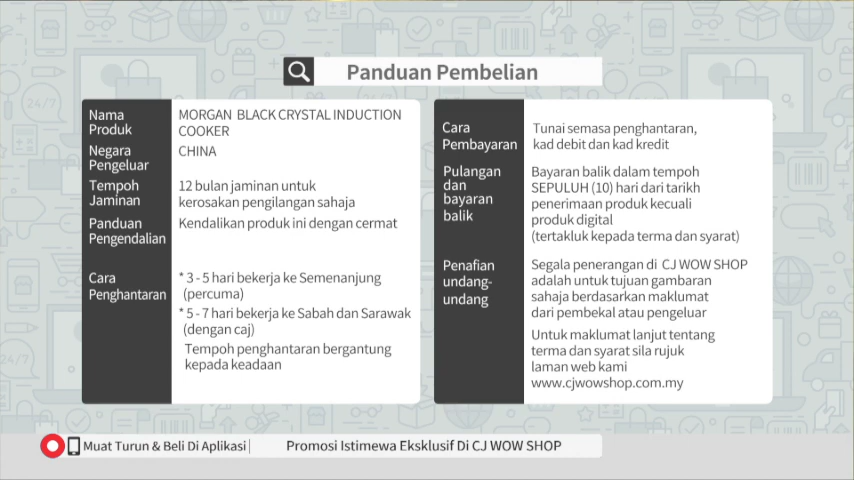 Panduan Pembelian
Nama
Produk
MORGAN BLACK CRYSTAL INDUCTION
COOKER
Negara
Pengeluar
CHINA
Tempoh
Jaminan
12 bulan jaminan untuk
kerosakan pengilangan sahaja
Panduan
Pengendalian
Kendalikan produk ini dengan cermat
Cara
Penghantaran
* 3 - 5 hari bekerja ke Semenanjung
(percuma)
* 5 - 7 hari bekerja ke Sabah dan Sarawak
(dengan caj)
Tempoh penghantaran bergantung
kepada keadaan
Cara
Pembayaran
Tunai semasa penghantaran,
kad debit dan kad kredit
Pulangan
dan
bayaran
balik
Bayaran balik dalam tempoh
SEPULUH (10) hari dari tarikh
penerimaan produk kecuali
produk digital
(tertakluk kepada terma dan syarat)
Penafian
undang-
undang
Segala penerangan di CJ WOW SHOP
adalah untuk tujuan gambaran
sahaja berdasarkan maklumat
dari pembekal atau pengeluar
Untuk maklumat lanjut tentang
terma dan syarat sila rujuk
laman web kami
www.cjwowshop.com.my
24/7
24/7
Muat Turun & Beli Di Aplikasi | Promosi Istimewa Eksklusif Di CJ WOW SHOP